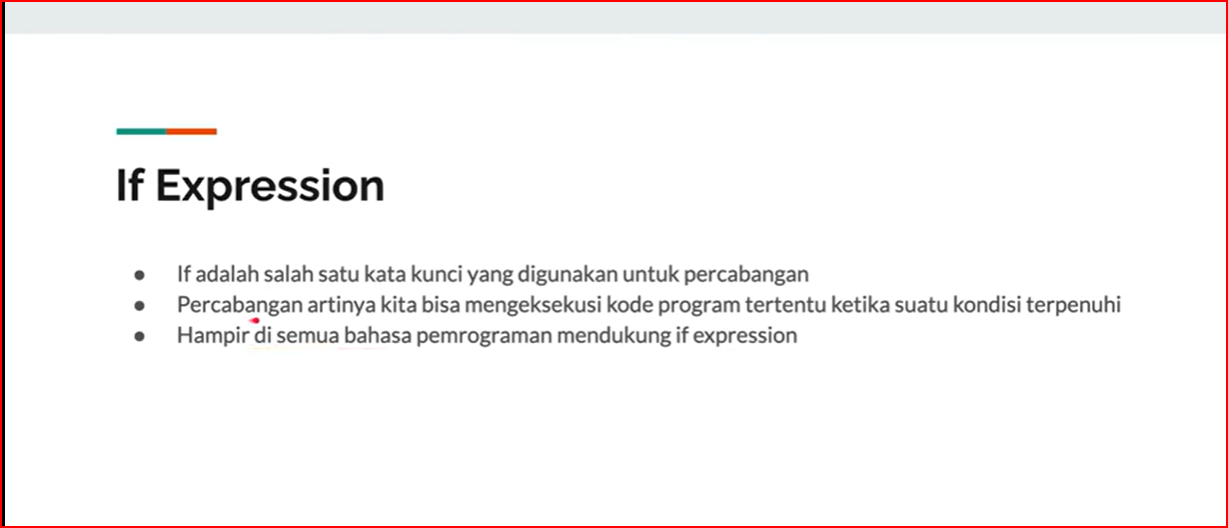 If Expression
● If adalah salah satu kata kunci yang digunakan untuk percabangan
● Percabangan artinya kita bisa mengeksekusi kode program tertentu ketika suatu kondisi terpenuhi
● Hampir di semua bahasa pemrograman mendukung if expression